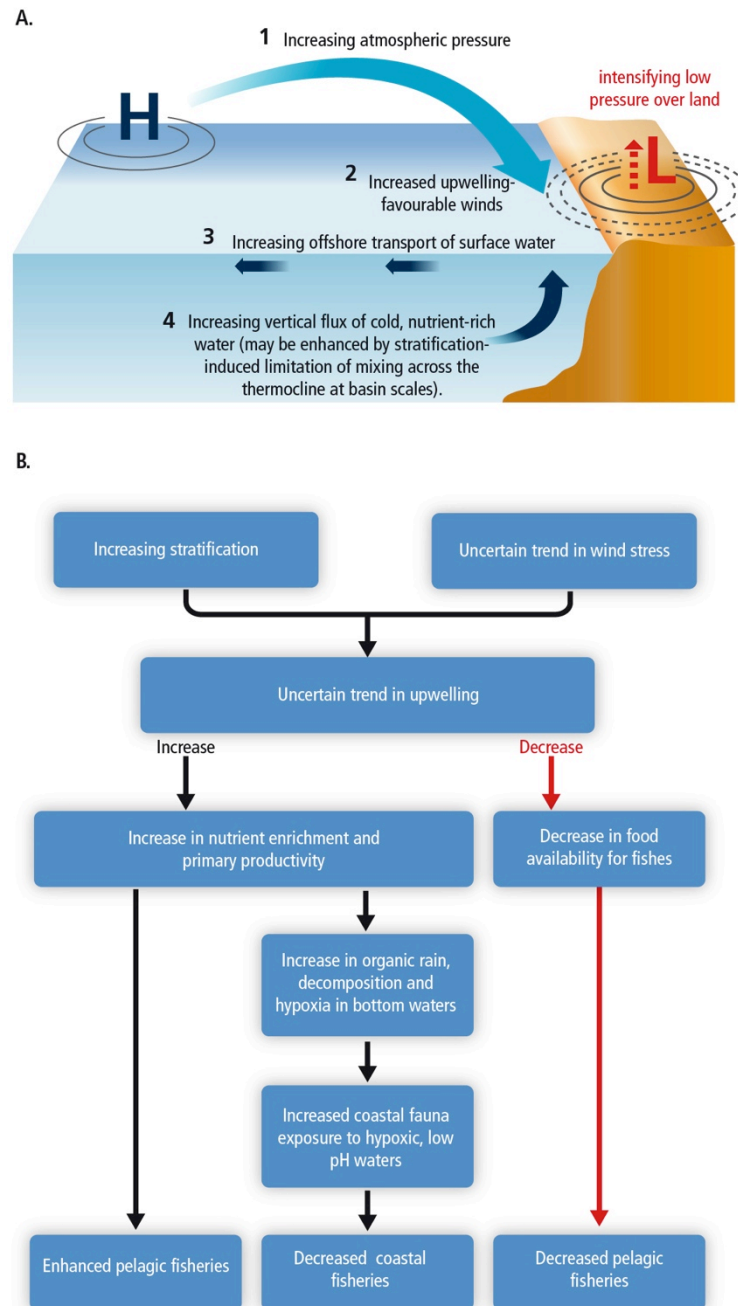 A.
1 Increasing atmospheric pressure
H
intensifying low
pressure over land
L
2 Increased upwelling-
favourable winds
3 Increasing offshore transport of surface water
4 Increasing vertical flux of cold, nutrient-rich
water (may be enhanced by stratification-
induced limitation of mixing across the
thermocline at basin scales).
B.
Increasing stratification
Uncertain trend in wind stress
Uncertain trend in upwelling
Increase
Decrease
Increase in nutrient enrichment and
primary productivity
Decrease in food
availability for fishes
Increase in organic rain,
decomposition and
hypoxia in bottom waters
Increased coastal fauna
exposure to hypoxic, low
pH waters
Enhanced pelagic fisheries
Decreased coastal
fisheries
Decreased pelagic
fisheries